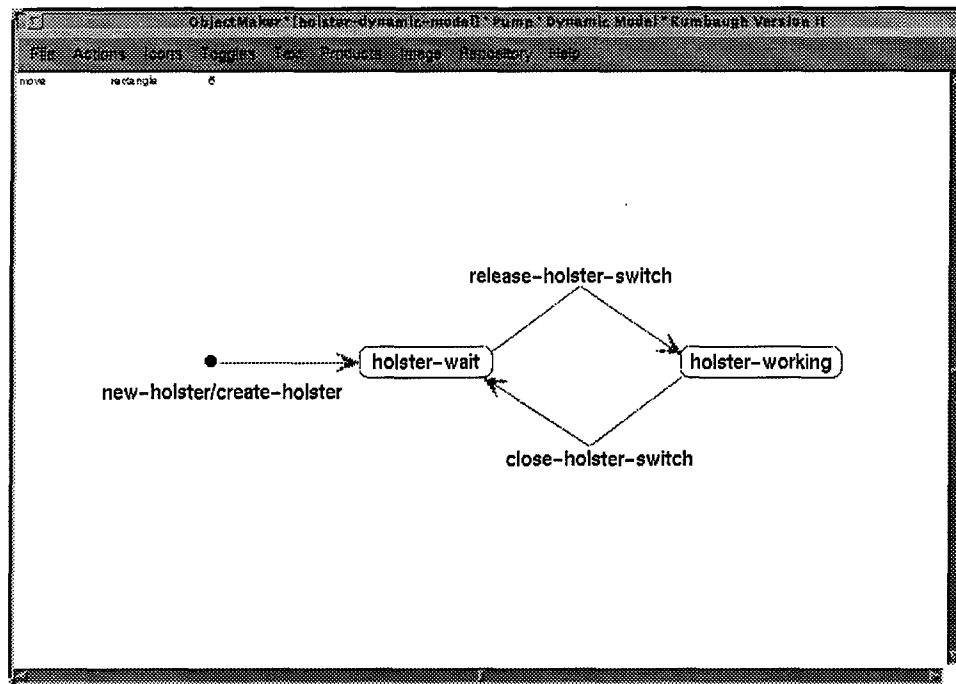 ObjectMaker*[holster-dynamic-model]*Pump*Dynamic Model*Rumbaugh Version II
File Actions Icons Toggles Text Products Image Repository Help
move rectangle 6
release-holster-switch
holster-wait holster-working
new-holster/create-holster
close-holster-switch